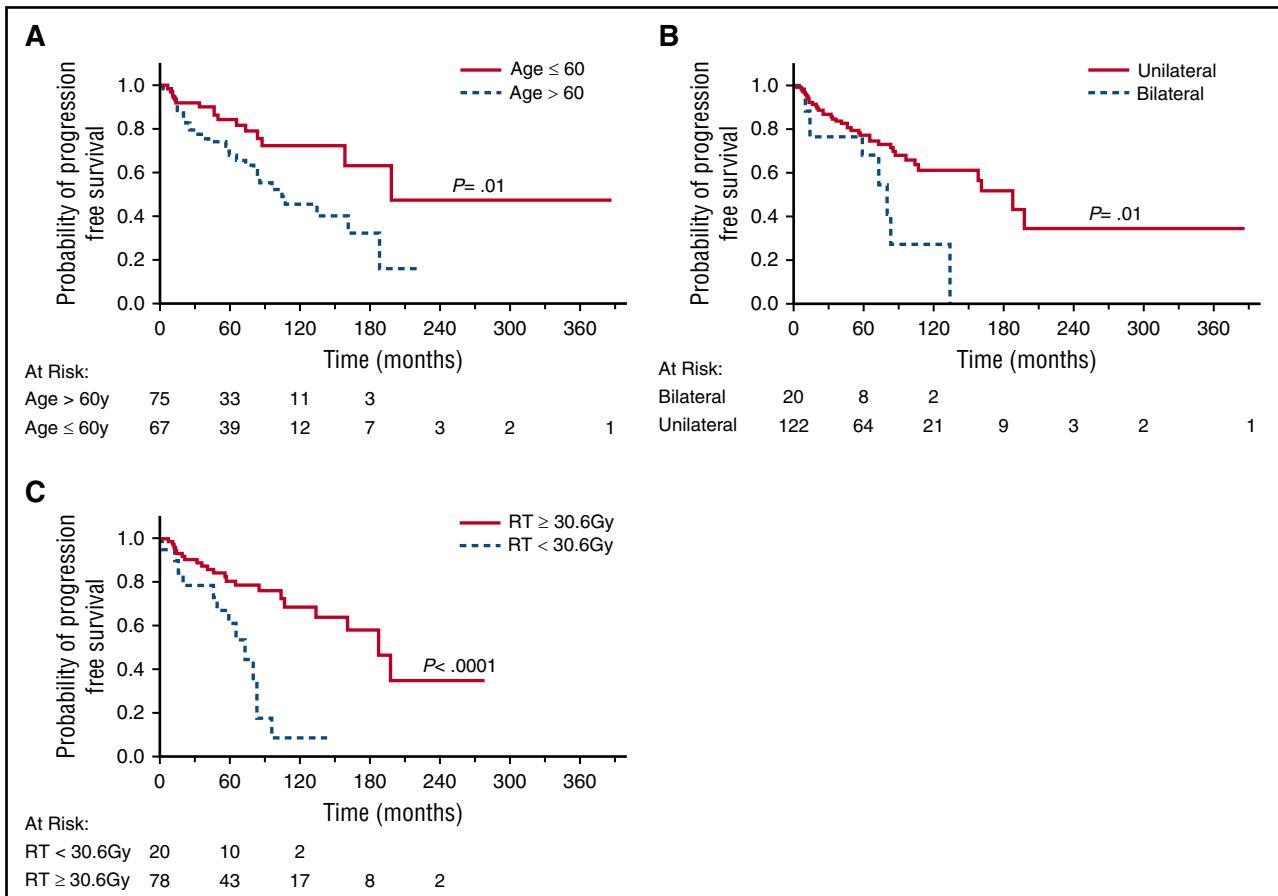 A
Age ≤ 60
Age > 60
Probability of progression
free survival
1.0
0.8
0.6
0.4
0.2
0.0
P= .01
0 60 120 180 240 300 360
Time (months)
At Risk:
Age > 60y 75 33 11 3
Age ≤ 60y 67 39 12 7 3 2 1
B
Unilateral
Bilateral
Probability of progression
free survival
1.0
0.8
0.6
0.4
0.2
0.0
P= .01
0 60 120 180 240 300 360
Time (months)
At Risk:
Bilateral 20 8 2
Unilateral 122 64 21 9 3 2 1
C
RT ≥ 30.6Gy
RT < 30.6Gy
Probability of progression
free survival
1.0
0.8
0.6
0.4
0.2
0.0
P< .0001
0 60 120 180 240 300 360
Time (months)
At Risk:
RT < 30.6Gy 20 10 2
RT ≥ 30.6Gy 78 43 17 8 2